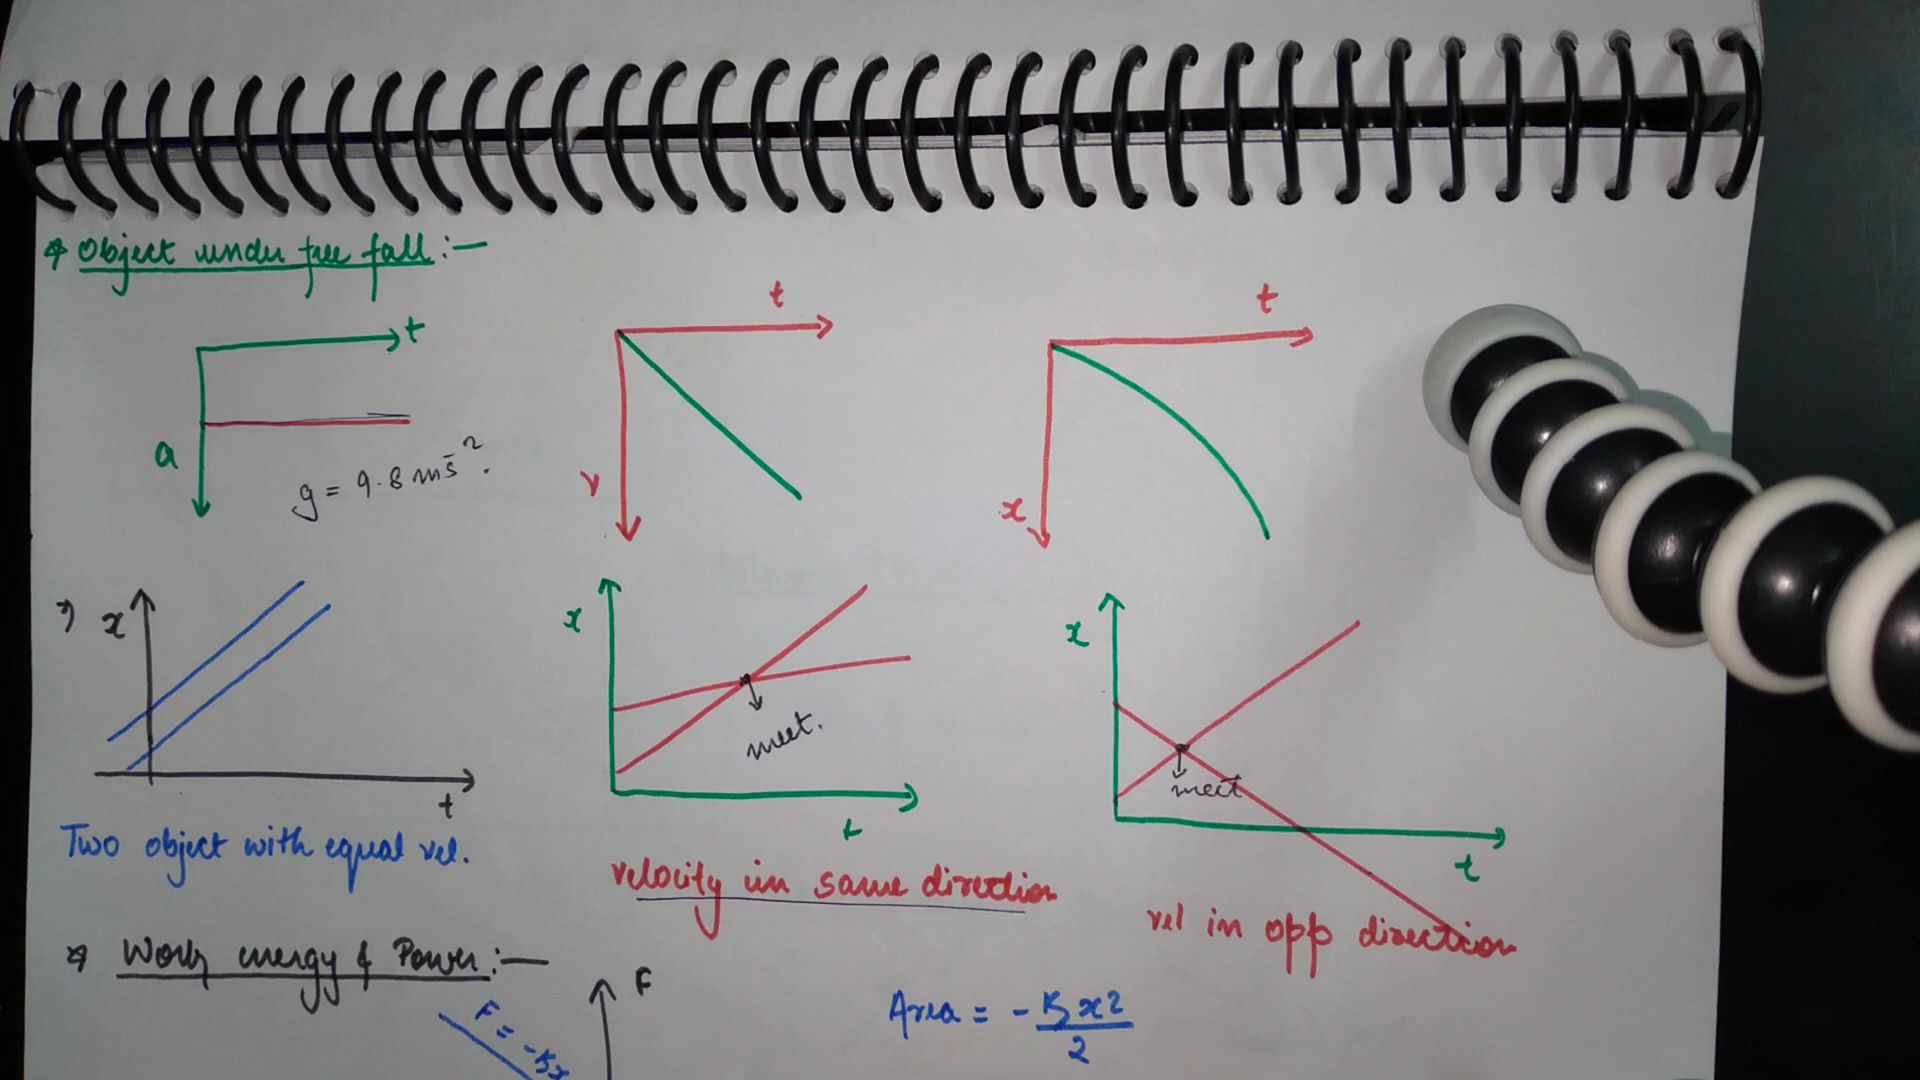 * Object under free fall :-
t
a
g = 9.8 ms⁻².
t
v
t
x
x
t
Two object with equal vel.
x
meet.
t
velocity in same direction
x
meet
t
vel in opp direction
* Work energy & Power :-
F = -Kx
F
Area = - Kx2
2